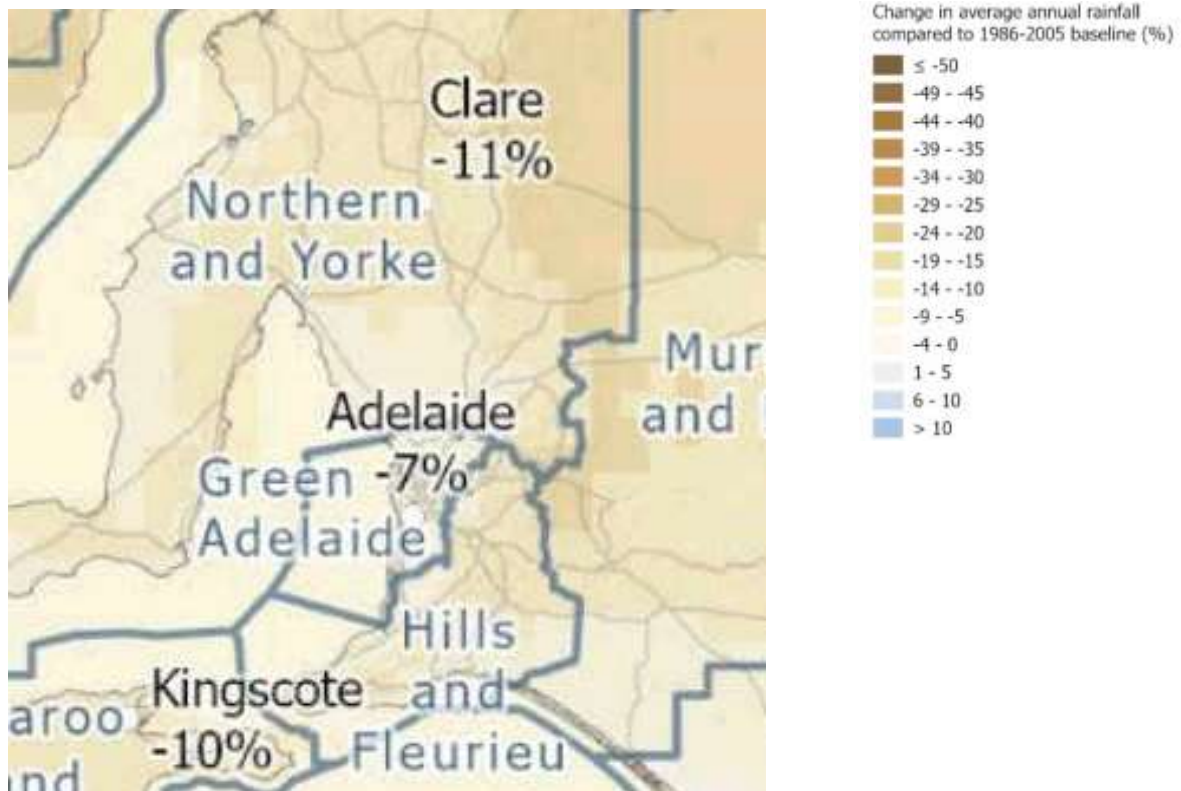 Clare
-11%
Northern
and Yorke
Mur
and
Adelaide
-7%
Green
Adelaide
Hills
and
Fleurieu
Kingscote
-10%
aroo
nd
Change in average annual rainfall
compared to 1986-2005 baseline (%)
≤ -50
-49 - -45
-44 - -40
-39 - -35
-34 - -30
-29 - -25
-24 - -20
-19 - -15
-14 - -10
-9 - -5
-4 - 0
1 - 5
6 - 10
> 10